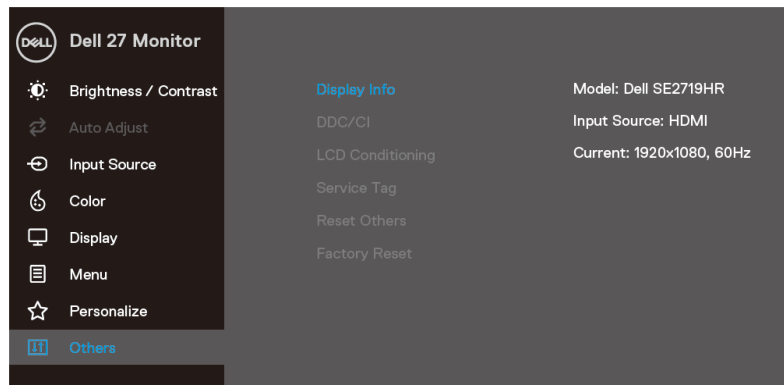 DELL
Dell 27 Monitor
Brightness / Contrast
Auto Adjust
Input Source
Color
Display
Menu
Personalize
Others
Display Info
DDC/CI
LCD Conditioning
Service Tag
Reset Others
Factory Reset
Model: Dell SE2719HR
Input Source: HDMI
Current: 1920x1080, 60Hz